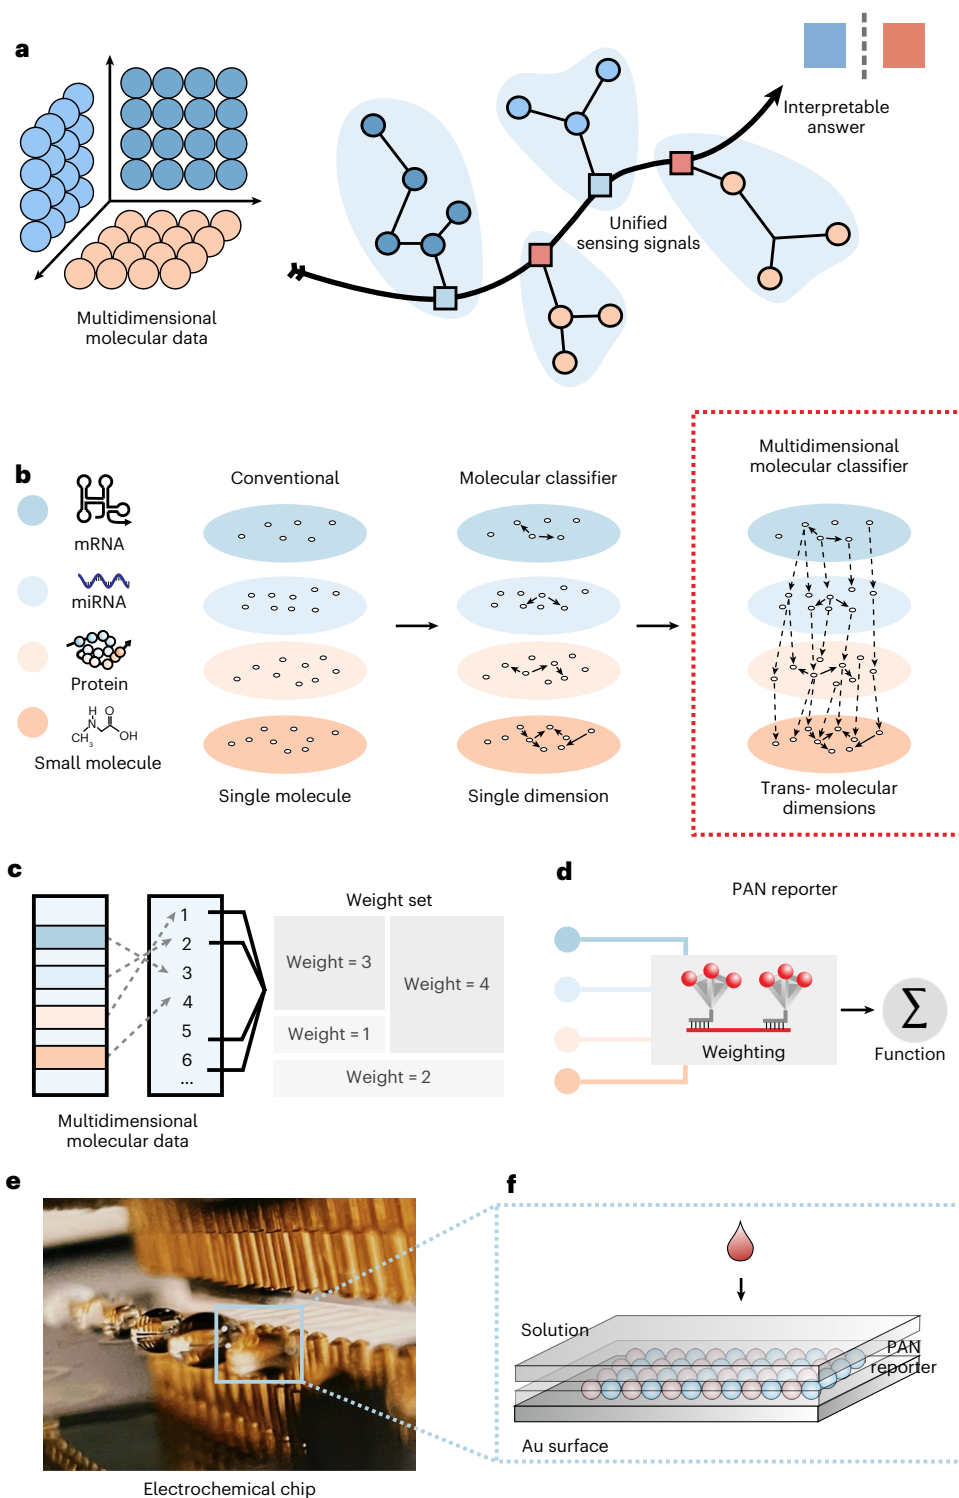 a
Interpretable
answer
Unified
sensing signals
Multidimensional
molecular data
b
Conventional
Molecular classifier
Multidimensional
molecular classifier
mRNA
miRNA
Protein
H
N
O
OH
CH3
Small molecule
Single molecule
Single dimension
Trans- molecular
dimensions
c
Weight set
1
2
3
4
5
6
...
Weight = 3
Weight = 4
Weight = 1
Weight = 2
Multidimensional
molecular data
d
PAN reporter
Weighting
Σ
Function
e
Electrochemical chip
f
Solution
PAN
reporter
Au surface